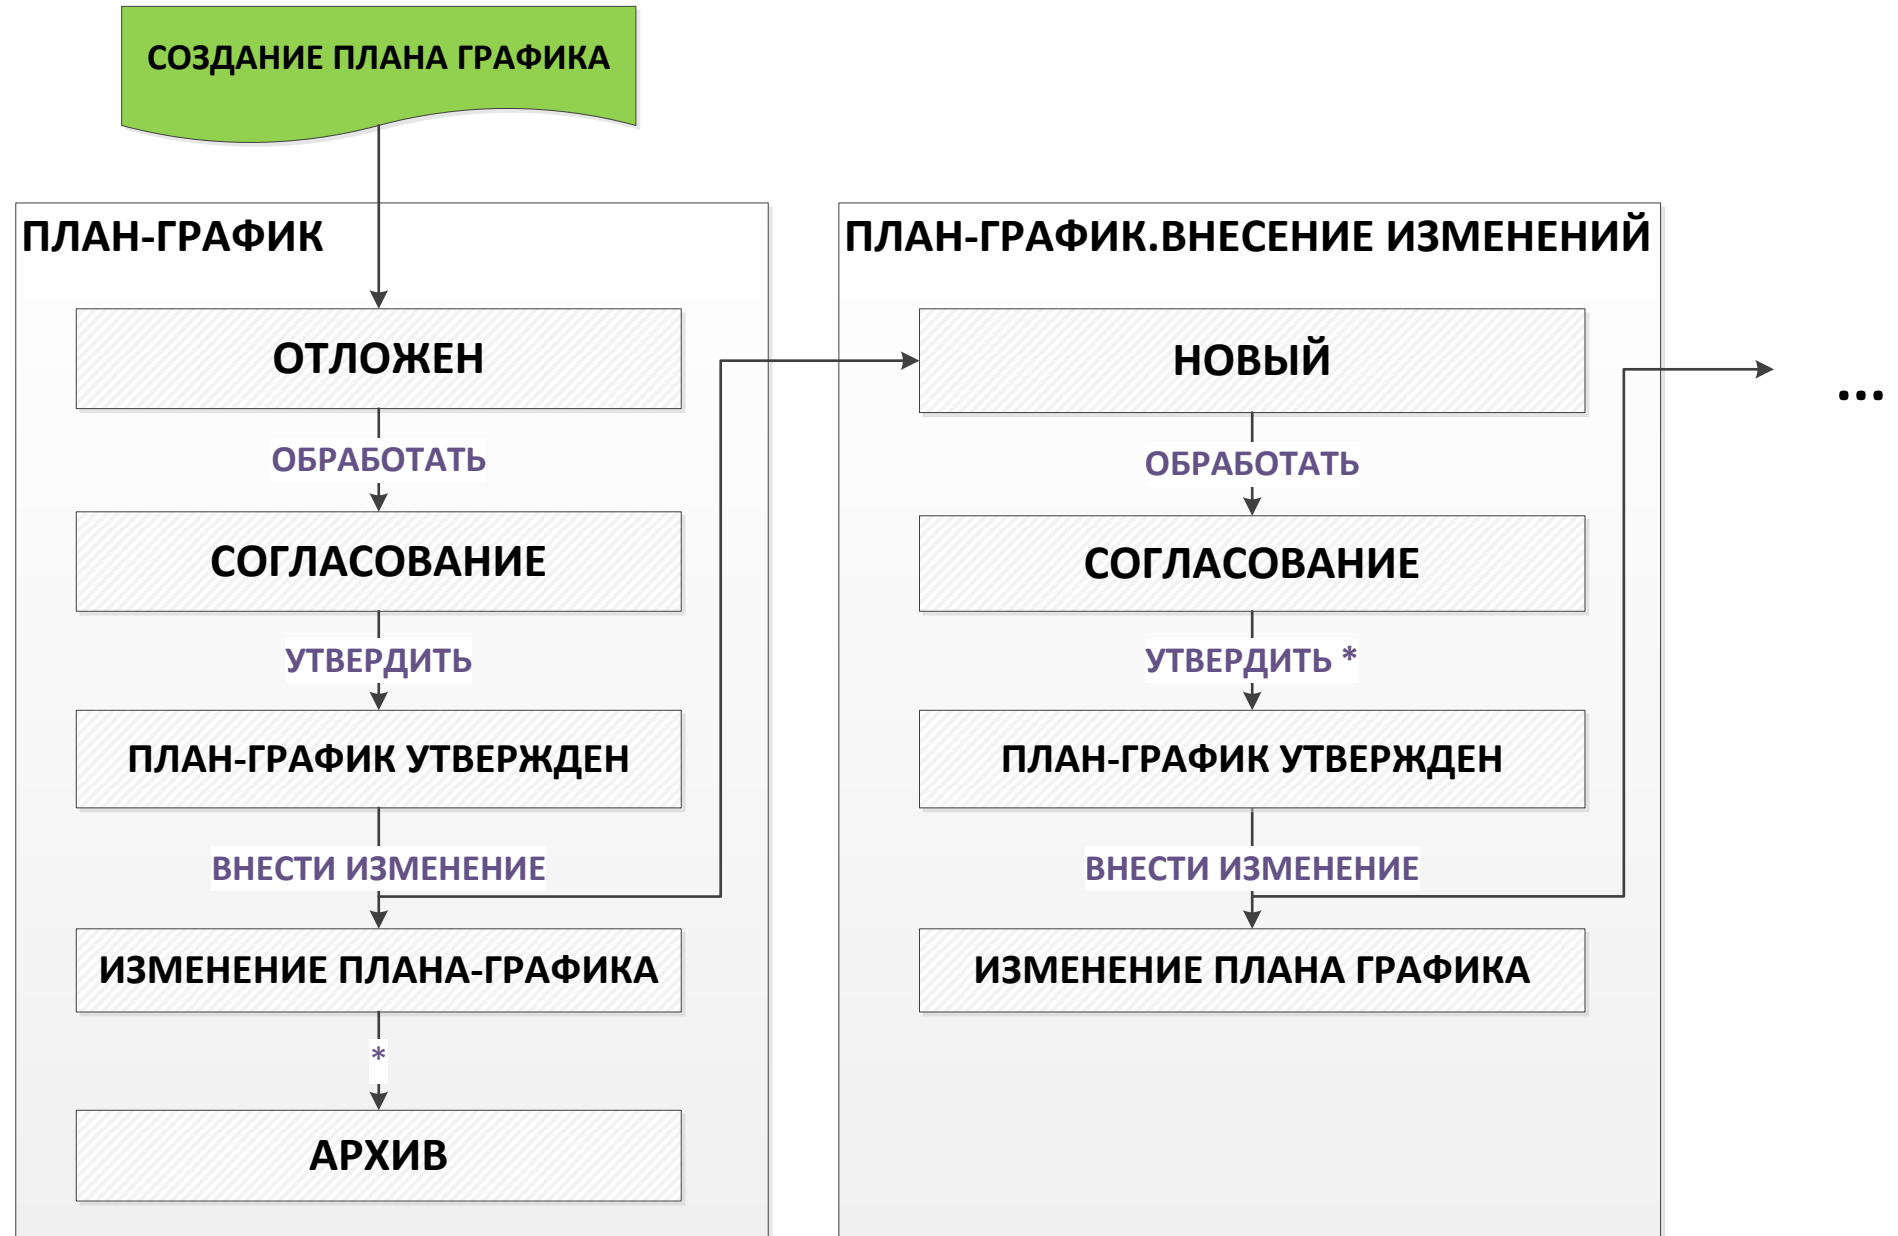 СОЗДАНИЕ ПЛАНА ГРАФИКА
ПЛАН-ГРАФИК
ОТЛОЖЕН
ОБРАБОТАТЬ
СОГЛАСОВАНИЕ
УТВЕРДИТЬ
ПЛАН-ГРАФИК УТВЕРЖДЕН
ВНЕСТИ ИЗМЕНЕНИЕ
ИЗМЕНЕНИЕ ПЛАНА-ГРАФИКА
*
АРХИВ
ПЛАН-ГРАФИК.ВНЕСЕНИЕ ИЗМЕНЕНИЙ
НОВЫЙ
ОБРАБОТАТЬ
СОГЛАСОВАНИЕ
УТВЕРДИТЬ *
ПЛАН-ГРАФИК УТВЕРЖДЕН
ВНЕСТИ ИЗМЕНЕНИЕ
ИЗМЕНЕНИЕ ПЛАНА ГРАФИКА
...